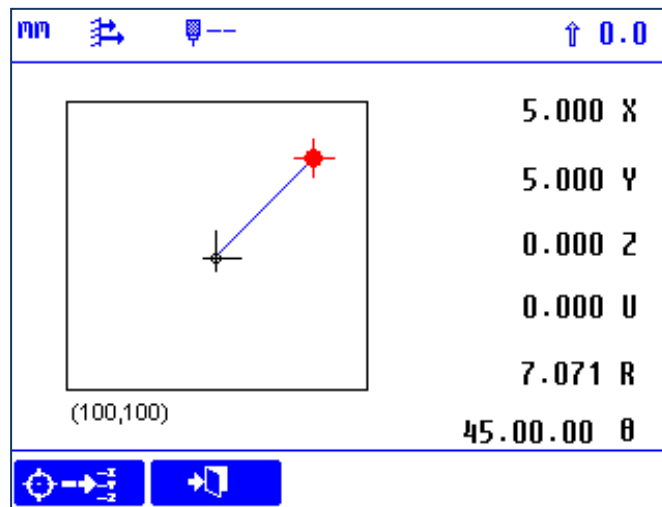 mm -- ⇧ 0.0
5.000 X
5.000 Y
0.000 Z
0.000 U
7.071 R
(100,100)
45.00.00 θ
X
Y
Z